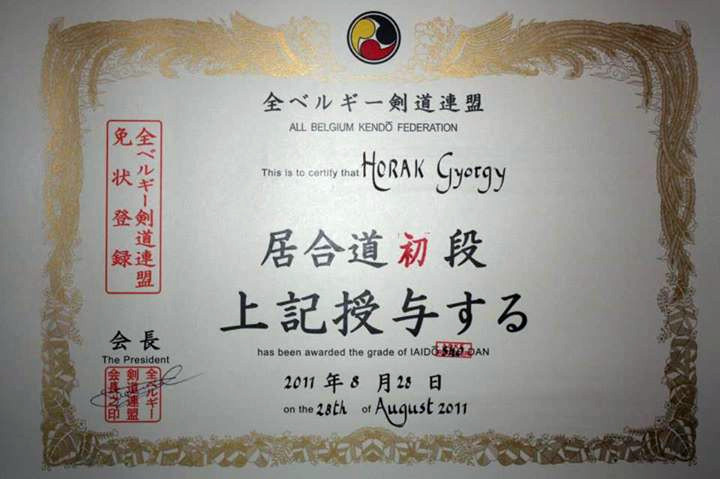 全ベルギー剣道連盟
ALL BELGIUM KENDŌ FEDERATION
This is to certify that HORAK Gyorgy
全ベルギー剣道連盟
免状登録
居合道 初 段
上記授与する
has been awarded the grade of IAIDŌ SHO DAN
会長
The President
全ベルギー
剣道連盟
会長之印
2011 年 8 月 28 日
on the 28th of August 2011